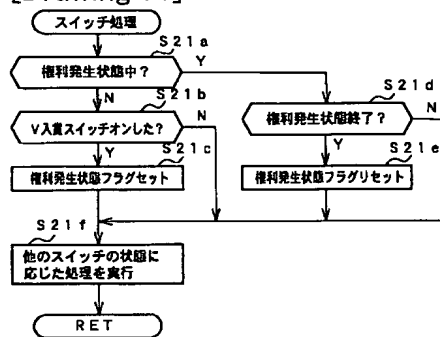 スイッチ処理
S21a
権利発生状態中?
Y
N
S21b
V入賞スイッチオンした?
N
Y
S21c
権利発生状態フラグセット
S21d
権利発生状態終了?
N
Y
S21e
権利発生状態フラグリセット
S21f
他のスイッチの状態に
応じた処理を実行
RET